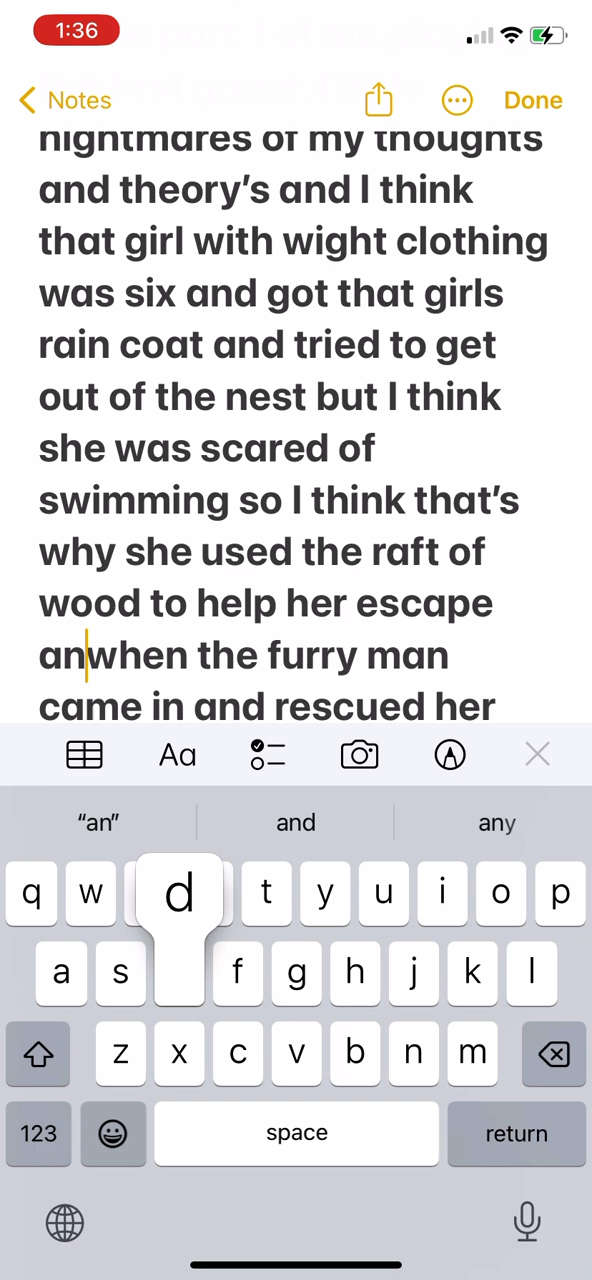 1:36
Notes
Done
nightmares of my thoughts
and theory's and I think
that girl with wight clothing
was six and got that girls
rain coat and tried to get
out of the nest but I think
she was scared of
swimming so I think that's
why she used the raft of
wood to help her escape
anwhen the furry man
came in and rescued her
Aa
"an" and any
q w d t y u i o p
a s f g h j k l
z x c v b n m
123 space return